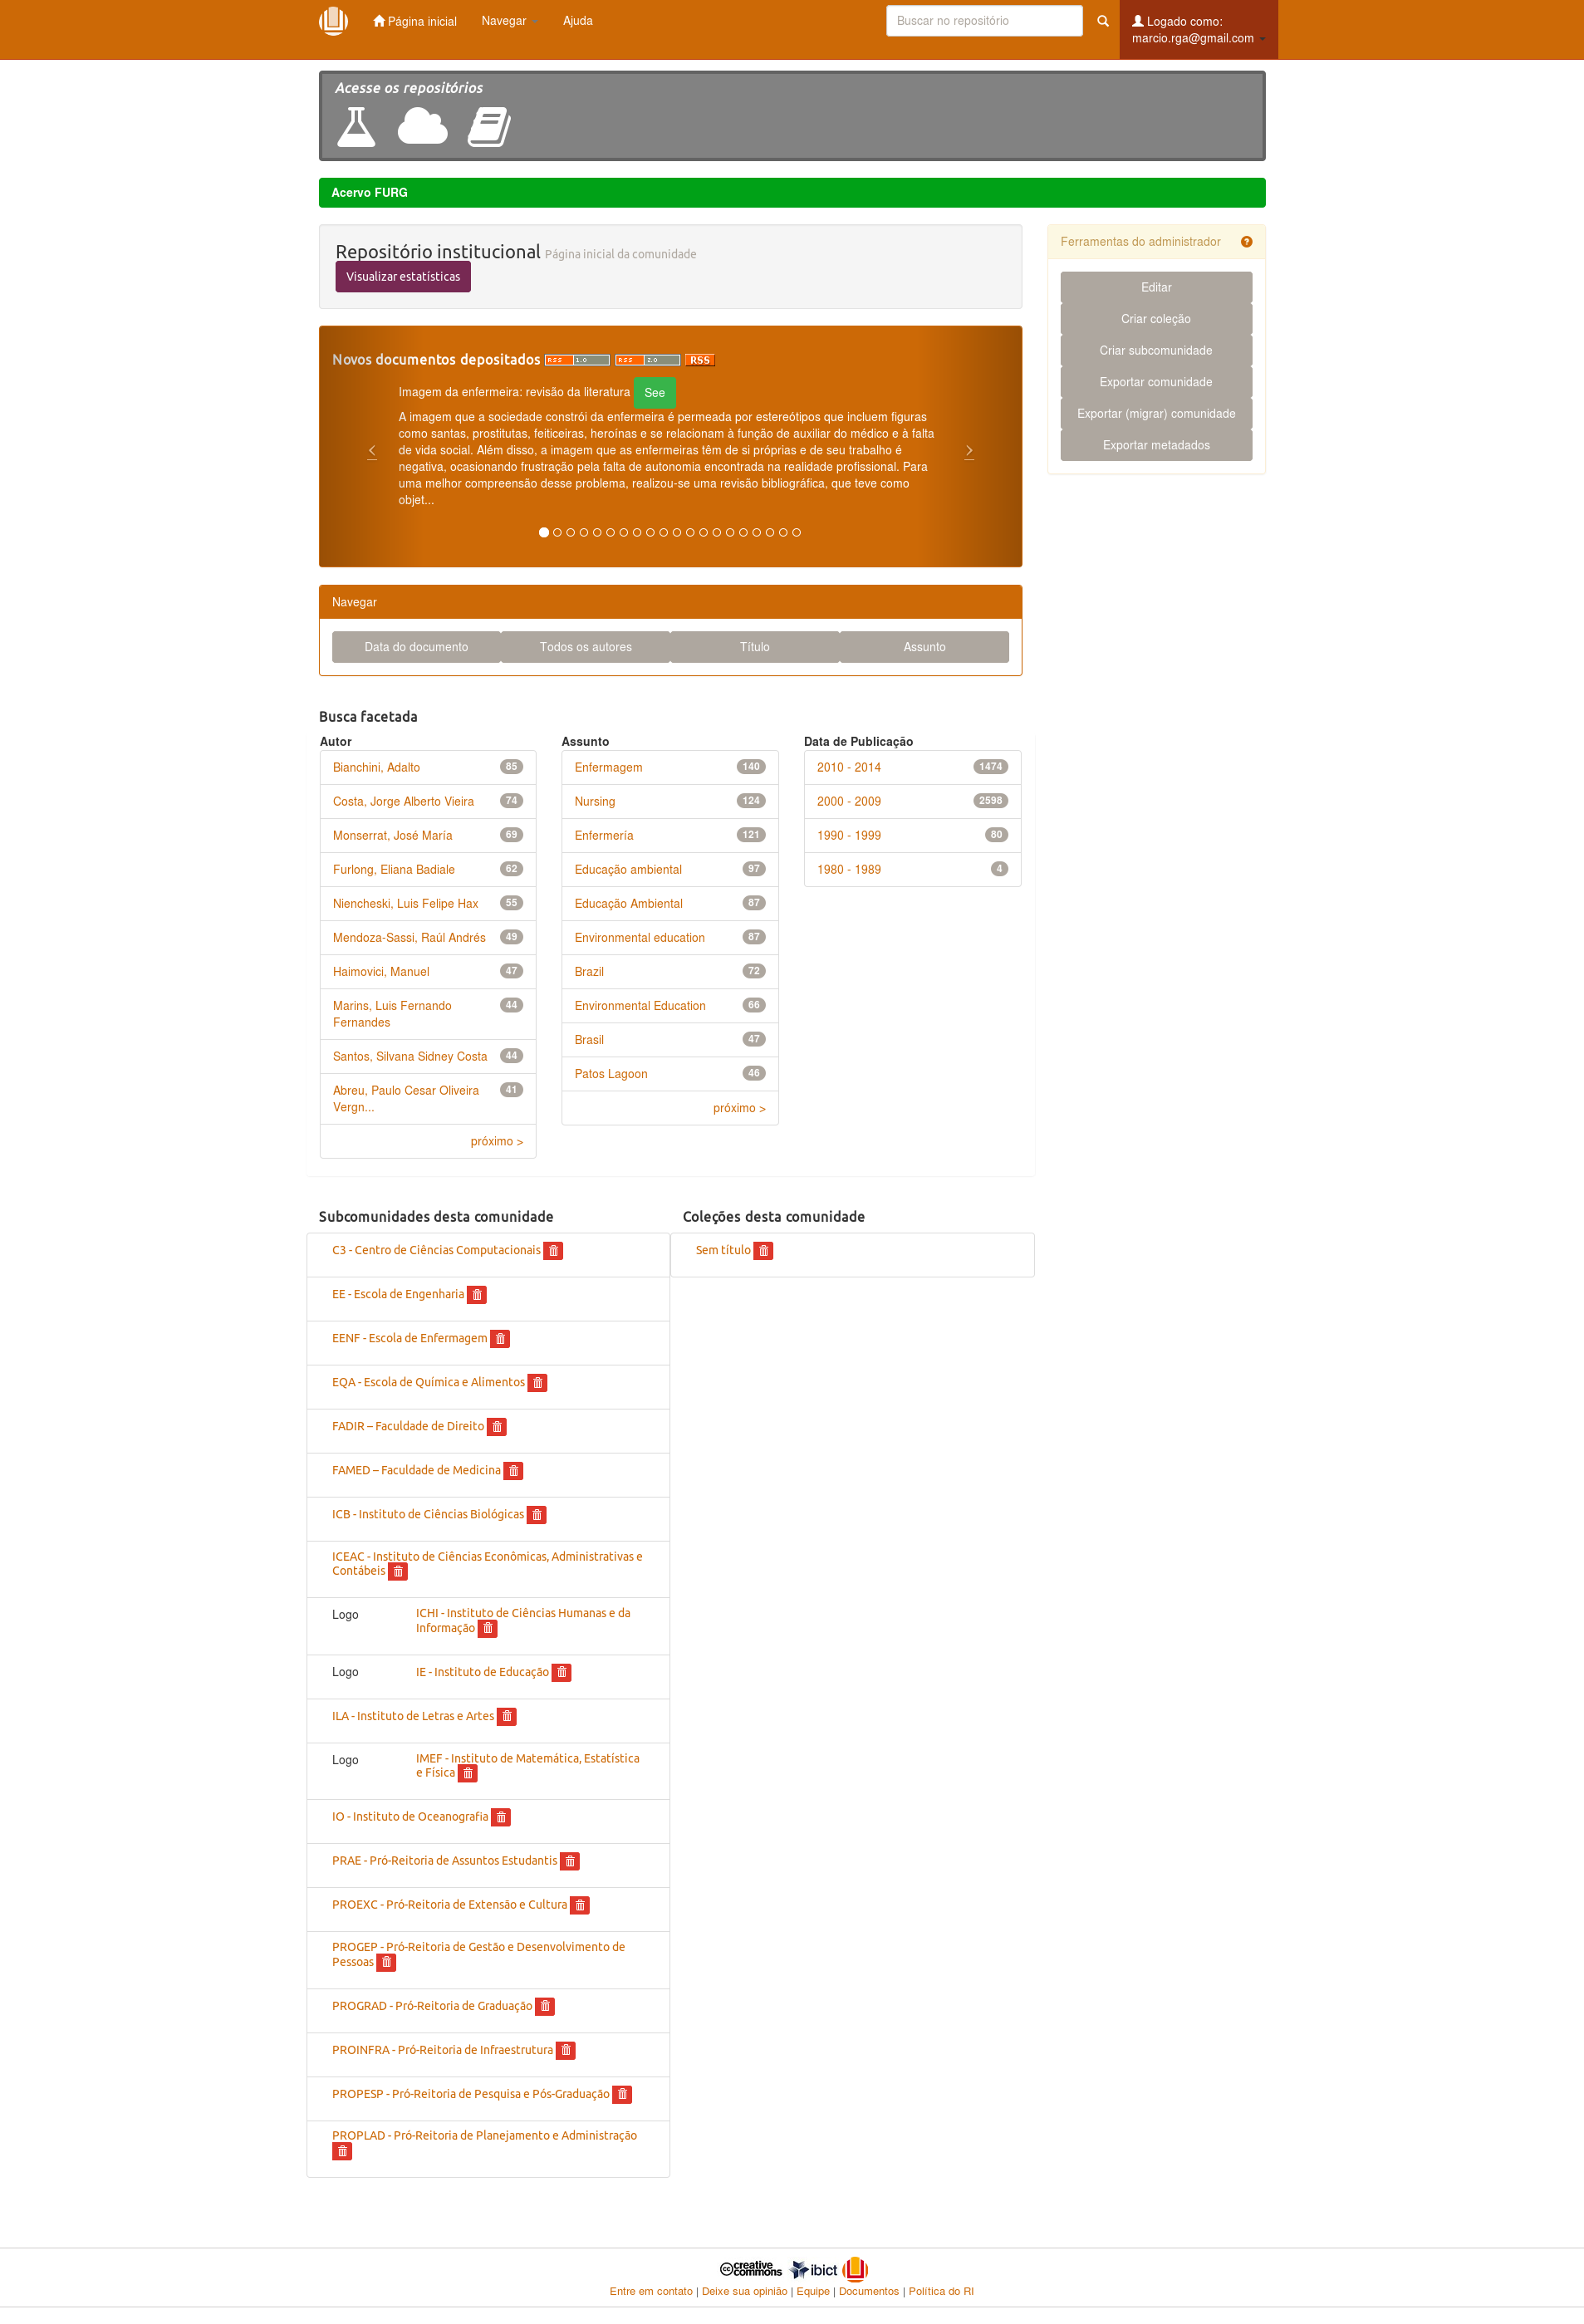 Página inicial
Navegar
Ajuda
Buscar no repositório
Logado como:
marcio.rga@gmail.com
Acesse os repositórios
Acervo FURG
Repositório institucional Página inicial da comunidade
Visualizar estatísticas
Ferramentas do administrador
Editar
Criar coleção
Criar subcomunidade
Exportar comunidade
Exportar (migrar) comunidade
Exportar metadados
Novos documentos depositados RSS 1.0 RSS 2.0 RSS
Imagem da enfermeira: revisão da literatura See
A imagem que a sociedade constrói da enfermeira é permeada por estereótipos que incluem figuras
como santas, prostitutas, feiticeiras, heroínas e se relacionam à função de auxiliar do médico e à falta
de vida social. Além disso, a imagem que as enfermeiras têm de si próprias e de seu trabalho é
negativa, ocasionando frustração pela falta de autonomia encontrada na realidade profissional. Para
uma melhor compreensão desse problema, realizou-se uma revisão bibliográfica, que teve como
objet...
Navegar
Data do documento
Todos os autores
Título
Assunto
Busca facetada
Autor
Bianchini, Adalto 85
Costa, Jorge Alberto Vieira 74
Monserrat, José María 69
Furlong, Eliana Badiale 62
Niencheski, Luis Felipe Hax 55
Mendoza-Sassi, Raúl Andrés 49
Haimovici, Manuel 47
Marins, Luis Fernando 44
Fernandes
Santos, Silvana Sidney Costa 44
Abreu, Paulo Cesar Oliveira 41
Vergn...
próximo >
Assunto
Enfermagem 140
Nursing 124
Enfermería 121
Educação ambiental 97
Educação Ambiental 87
Environmental education 87
Brazil 72
Environmental Education 66
Brasil 47
Patos Lagoon 46
próximo >
Data de Publicação
2010 - 2014 1474
2000 - 2009 2598
1990 - 1999 80
1980 - 1989 4
Subcomunidades desta comunidade
C3 - Centro de Ciências Computacionais
EE - Escola de Engenharia
EENF - Escola de Enfermagem
EQA - Escola de Química e Alimentos
FADIR – Faculdade de Direito
FAMED – Faculdade de Medicina
ICB - Instituto de Ciências Biológicas
ICEAC - Instituto de Ciências Econômicas, Administrativas e
Contábeis
Logo ICHI - Instituto de Ciências Humanas e da
Informação
Logo IE - Instituto de Educação
ILA - Instituto de Letras e Artes
Logo IMEF - Instituto de Matemática, Estatística
e Física
IO - Instituto de Oceanografia
PRAE - Pró-Reitoria de Assuntos Estudantis
PROEXC - Pró-Reitoria de Extensão e Cultura
PROGEP - Pró-Reitoria de Gestão e Desenvolvimento de
Pessoas
PROGRAD - Pró-Reitoria de Graduação
PROINFRA - Pró-Reitoria de Infraestrutura
PROPESP - Pró-Reitoria de Pesquisa e Pós-Graduação
PROPLAD - Pró-Reitoria de Planejamento e Administração
Coleções desta comunidade
Sem título
creative commons ibict
Entre em contato | Deixe sua opinião | Equipe | Documentos | Política do RI